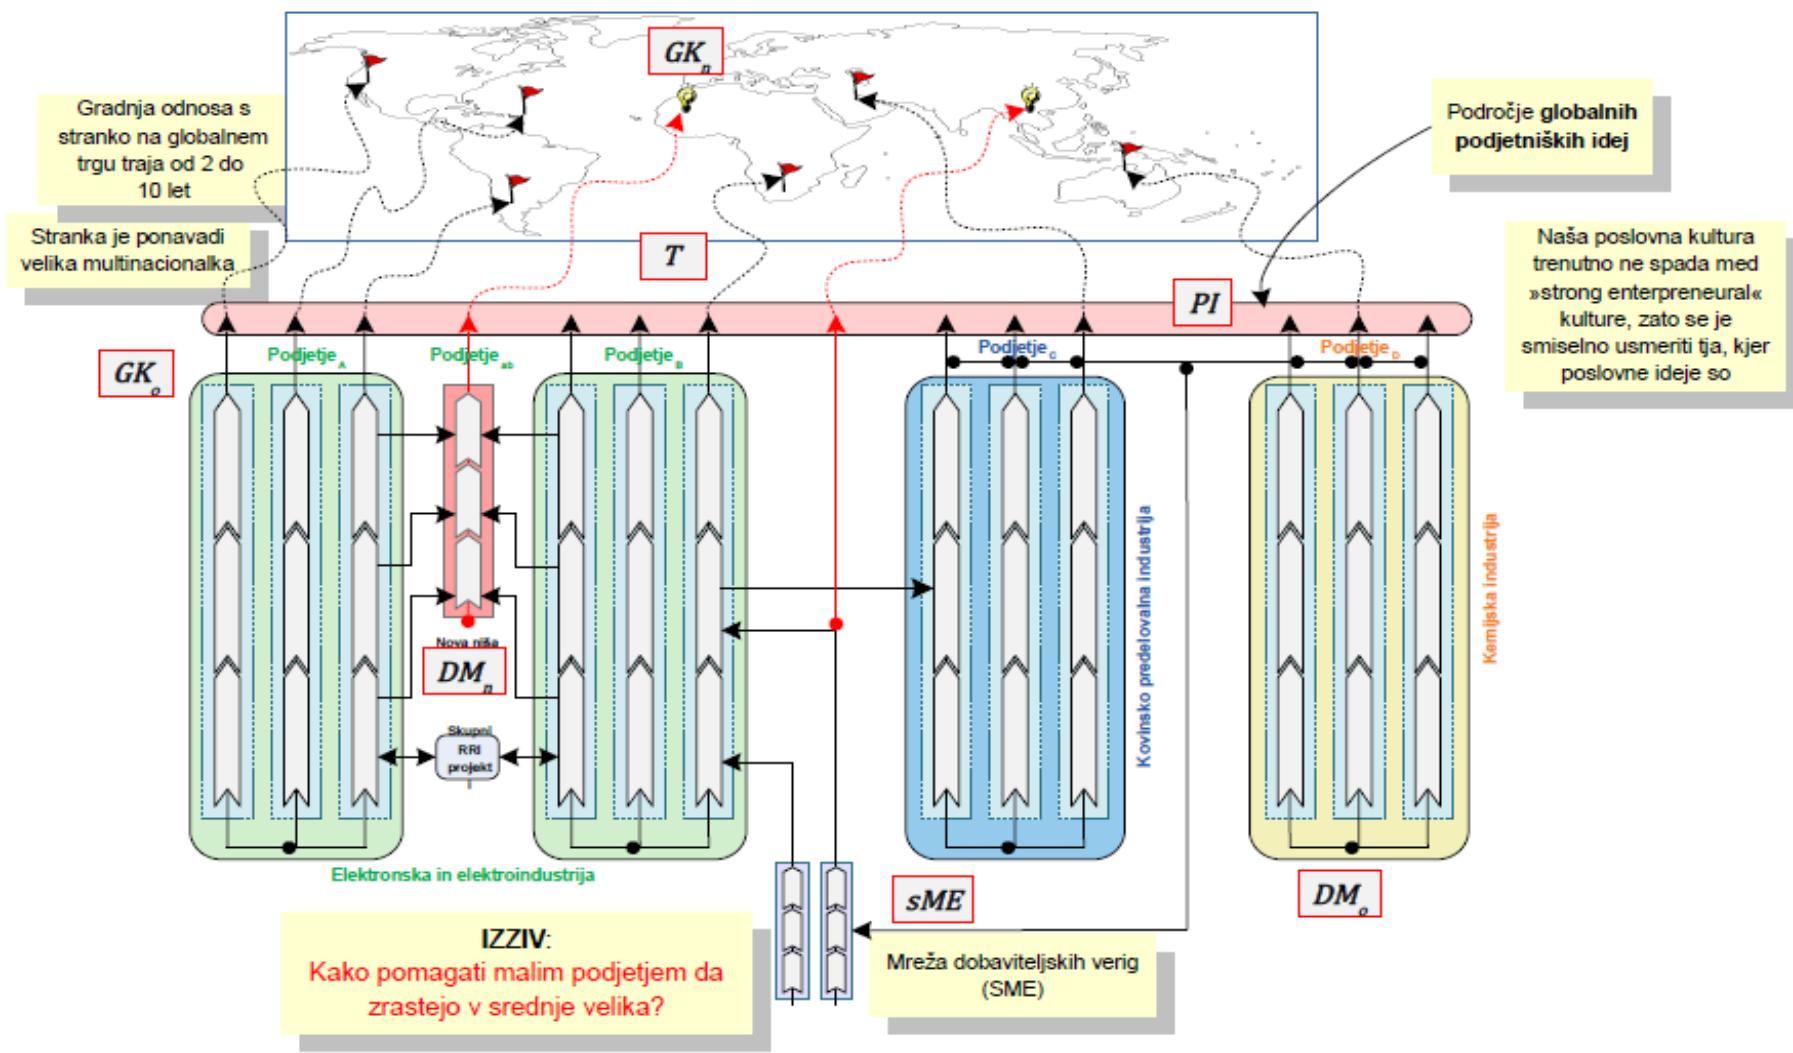 GKn
Gradnja odnosa s
stranko na globalnem
trgu traja od 2 do
10 let
Stranka je ponavadi
velika multinacionalka
Področje globalnih
podjetniških idej
Naša poslovna kultura
trenutno ne spada med
»strong enterpreneural«
kulture, zato se je
smiselno usmeriti tja, kjer
poslovne ideje so
T
PI
GKo
PodjetjeA
Podjetjeab
PodjetjeB
PodjetjeC
PodjetjeD
Nova niša
DMn
Skupni
RRI
projekt
Kovinsko predelovalna industrija
Kemijska industrija
Elektronska in elektroindustrija
sME
DMo
IZZIV:
Kako pomagati malim podjetjem da
zrastejo v srednje velika?
Mreža dobaviteljskih verig
(SME)